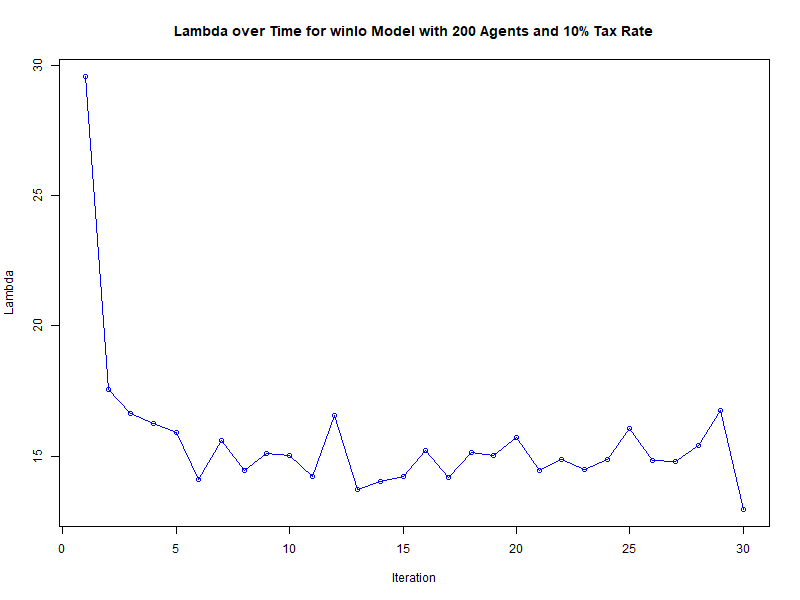 Lambda over Time for winlo Model with 200 Agents and 10% Tax Rate
30
25
20
15
Lambda
0 5 10 15 20 25 30
Iteration